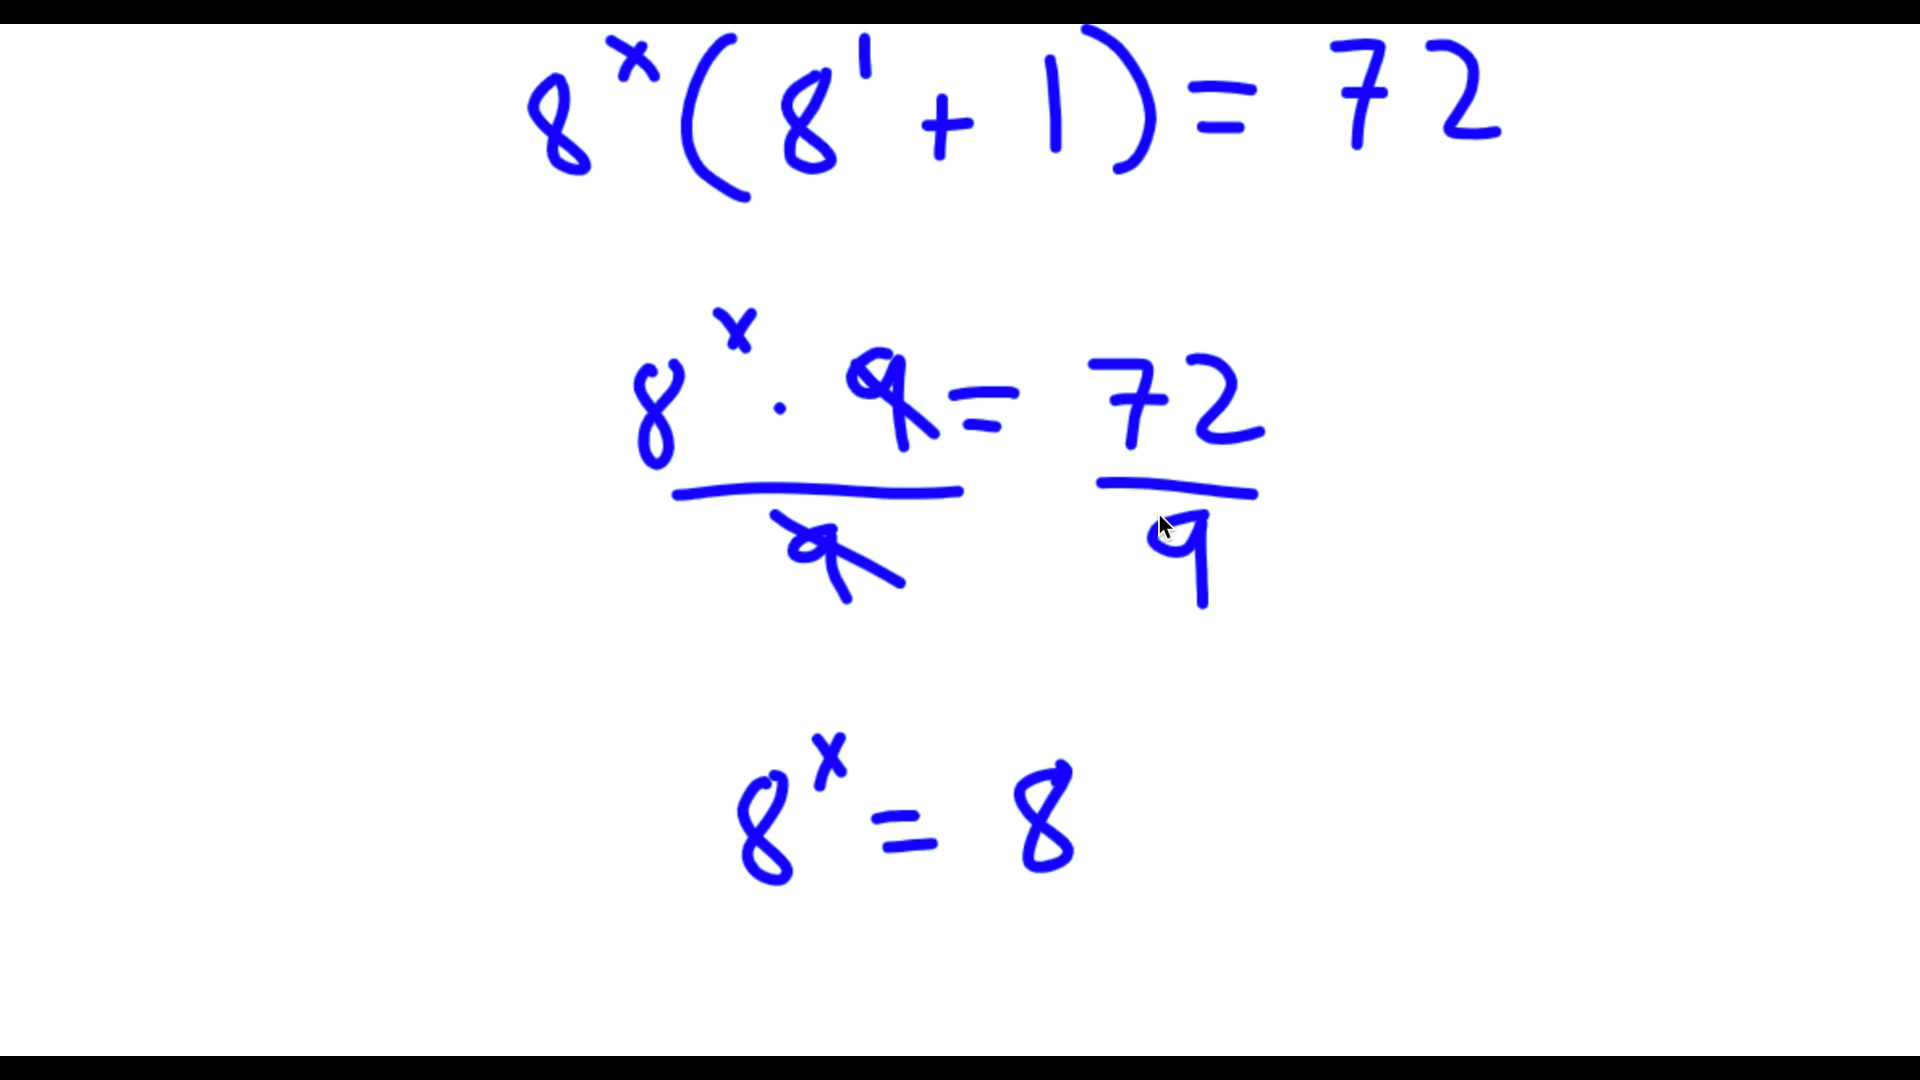 8^x (8^1 + 1) = 72
8^x · 9 = 72
9 9
8^x = 8